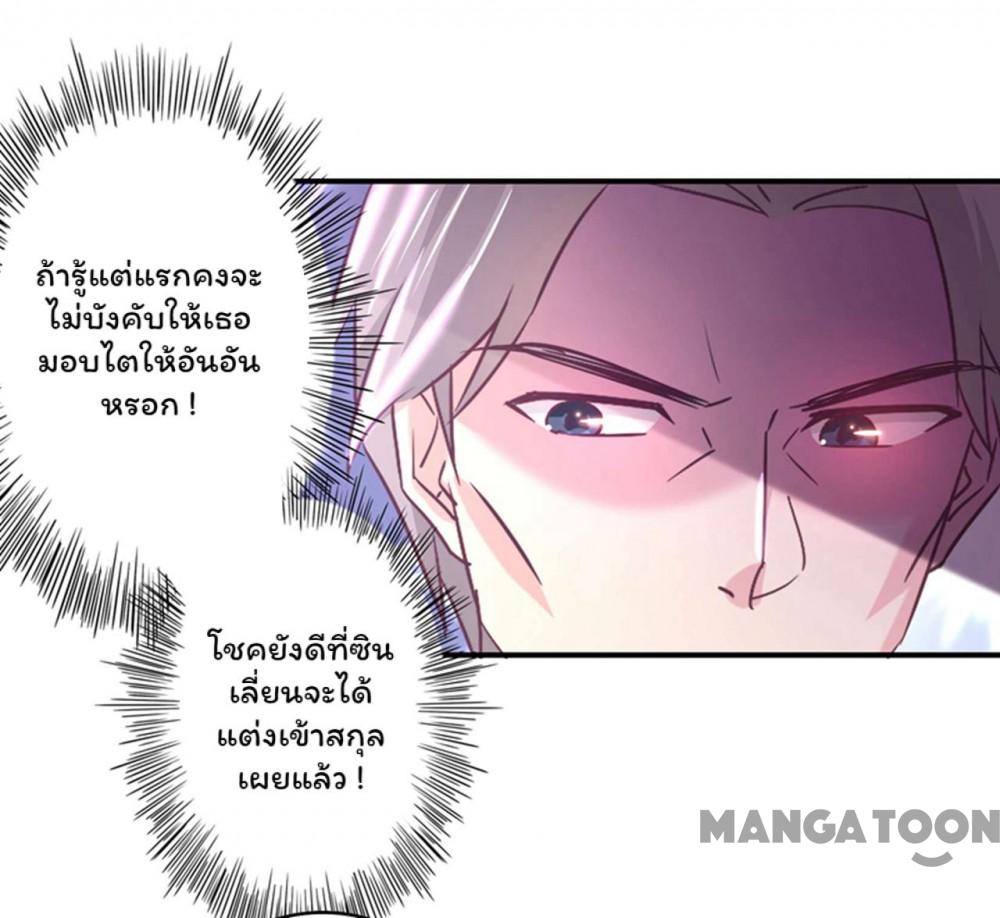 ถ้ารู้แต่แรกคงจะ
ไม่บังคับให้เธอ
มอบไตให้อันอัน
หรอก !
โชคยังดีที่ซิน
เลี่ยนจะได้
แต่งเข้าสกุล
เผยแล้ว !
MANGATOON